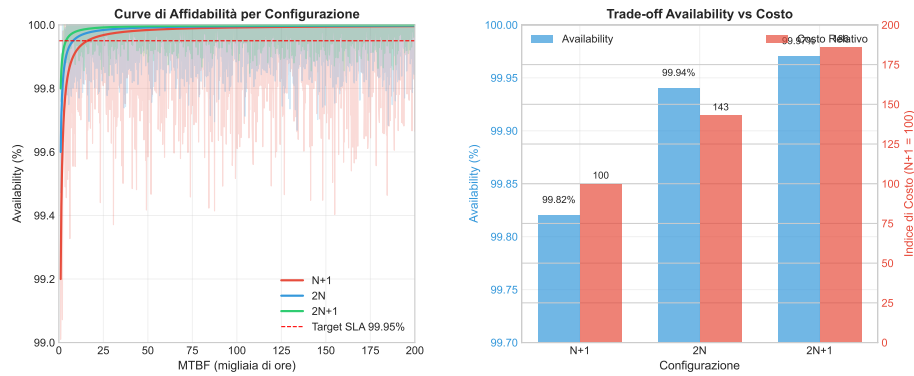 Curve di Affidabilità per Configurazione
100.0
99.8
99.6
99.4
99.2
99.0
Availability (%)
0
25
50
75
100
125
150
175
200
MTBF (migliaia di ore)
N+1
2N
2N+1
Target SLA 99.95%
Trade-off Availability vs Costo
100.00
99.95
99.90
99.85
99.80
99.75
99.70
Availability (%)
Availability
Costo Relativo
99.82%
100
99.94%
143
99.97%
N+1
2N
2N+1
Configurazione
200
175
150
125
100
75
50
25
0
Indice di Costo (N+1 = 100)